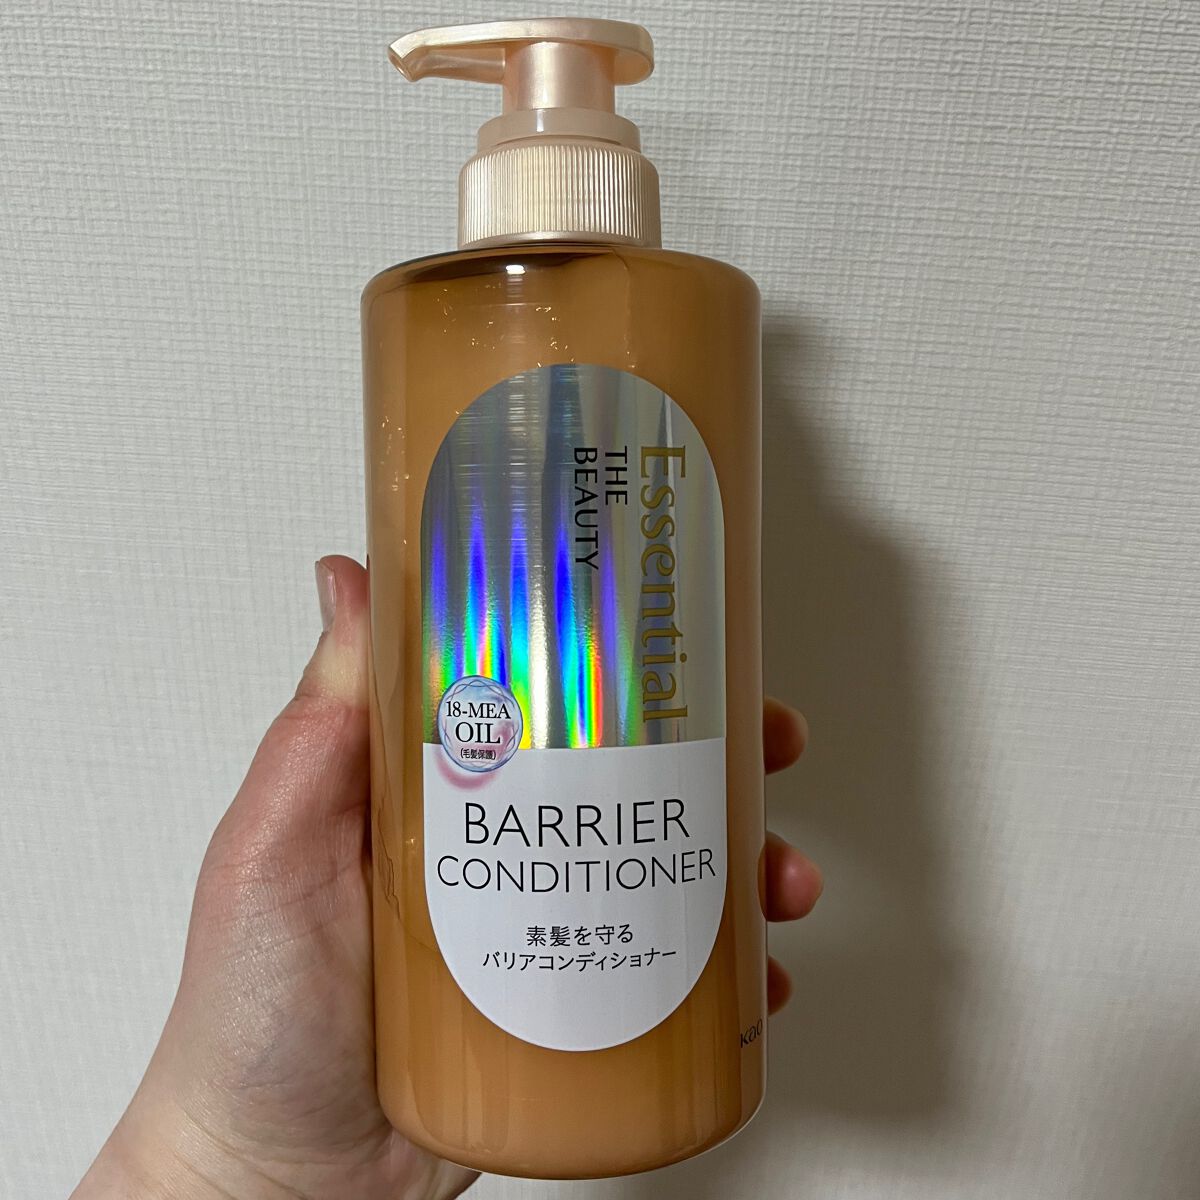 Essential
THE
BEAUTY
18-MEA
OIL
(毛髪保護)
BARRIER
CONDITIONER
素髪を守る
バリアコンディショナー
Kao